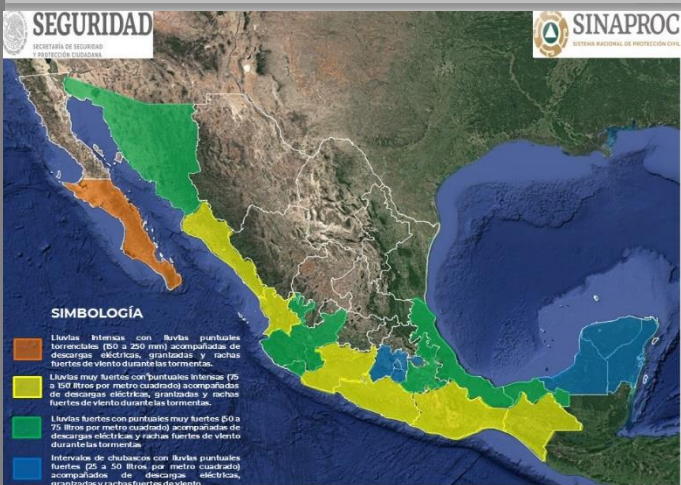 SEGURIDAD
SECRETARÍA DE SEGURIDAD
Y PROTECCIÓN CIUDADANA
SINAPROC
SISTEMA NACIONAL DE PROTECCIÓN CIVIL
SIMBOLOGÍA
Lluvias Intensas con lluvias puntuales
torrenciales (150 a 250 mm) acompañadas de
descargas eléctricas, granizadas y rachas
fuertes de viento durante las tormentas.
Lluvias muy fuertes con puntuales intensas (75
a 150 litros por metro cuadrado) acompañadas
de descargas eléctricas, granizadas y rachas
fuertes de viento durante las tormentas.
Lluvias fuertes con puntuales muy fuertes (50 a
75 litros por metro cuadrado) acompañadas de
descargas eléctricas y rachas fuertes de viento
durante las tormentas
Intervalos de chubascos con lluvias puntuales
fuertes (25 a 50 litros por metro cuadrado)
acompañados de descargas eléctricas,
granizadas y rachas fuertes de viento